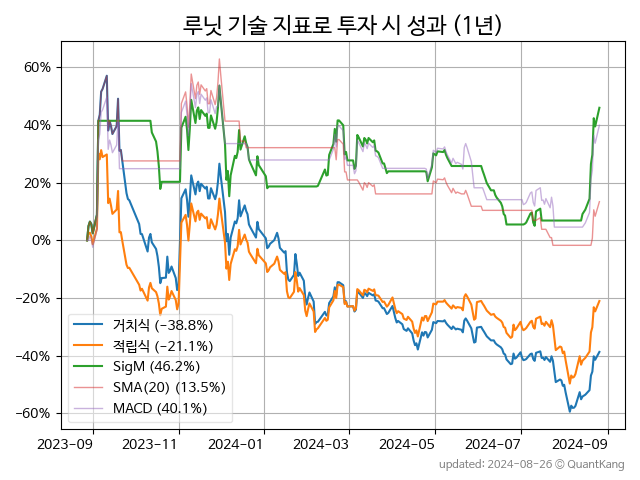 루닛 기술 지표로 투자 시 성과 (1년)
60%
40%
20%
0%
−20%
−40%
−60%
거치식 (−38.8%)
적립식 (−21.1%)
SigM (46.2%)
SMA(20) (13.5%)
MACD (40.1%)
2023-09 2023-11 2024-01 2024-03 2024-05 2024-07 2024-09
updated: 2024-08-26 © QuantKang